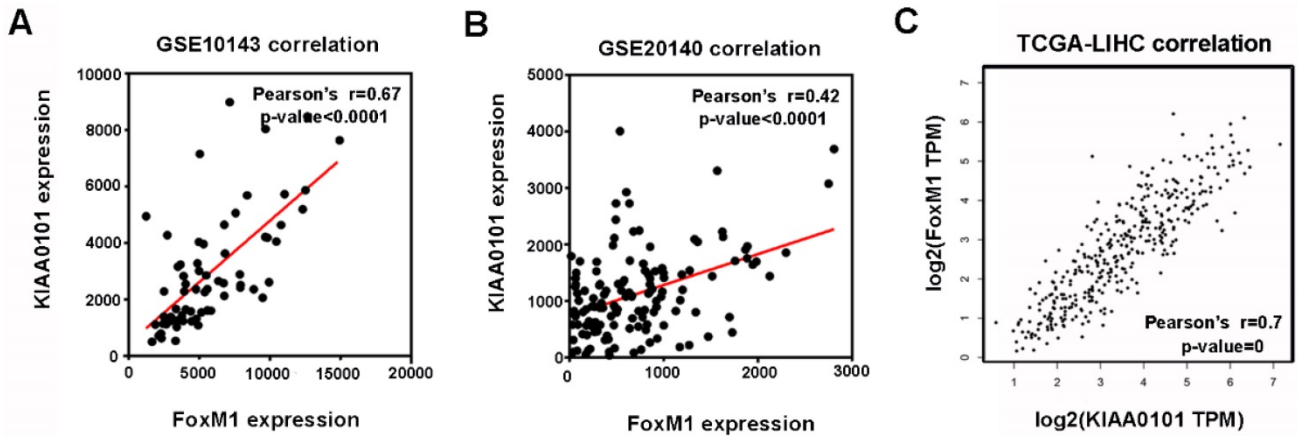 A
GSE10143 correlation
KIAA0101 expression
10000
8000
6000
4000
2000
0
Pearson's r=0.67
p-value<0.0001
0
5000
10000
15000
20000
FoxM1 expression
B
GSE20140 correlation
KIAA0101 expression
5000
4000
3000
2000
1000
0
Pearson's r=0.42
p-value<0.0001
0
1000
2000
3000
FoxM1 expression
C
TCGA-LIHC correlation
log2(FoxM1 TPM)
7
6
5
4
3
2
1
0
Pearson's r=0.7
p-value=0
1
2
3
4
5
6
7
log2(KIAA0101 TPM)